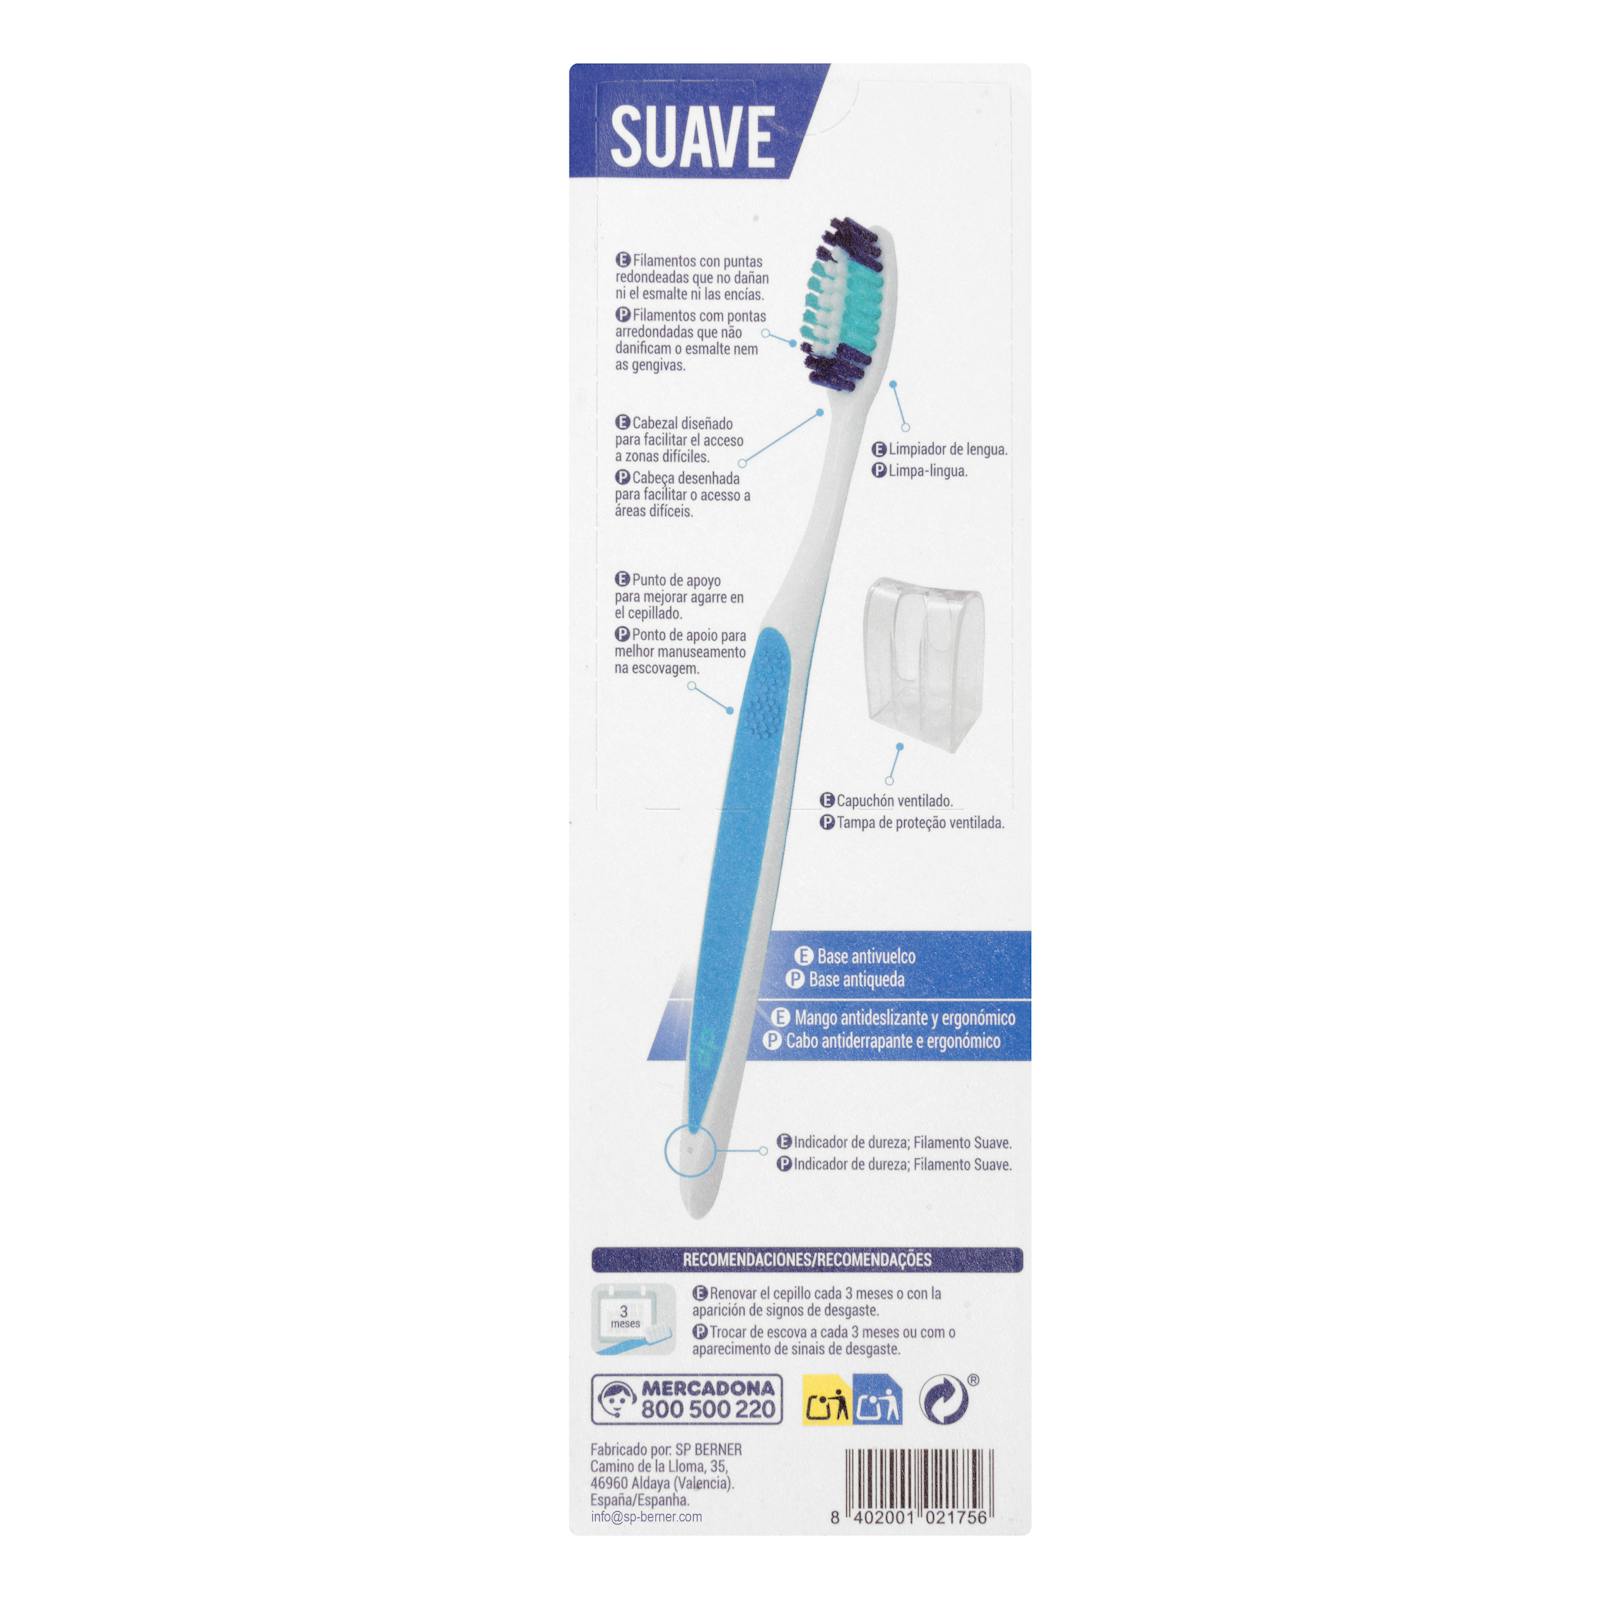 SUAVE
E Filamentos con puntas
redondeadas que no dañan
ni el esmalte ni las encías.
P Filamentos com pontas
arredondadas que não
danificam o esmalte nem
as gengivas.
E Cabezal diseñado
para facilitar el acceso
a zonas difíciles.
P Cabeça desenhada
para facilitar o acesso a
áreas difíceis.
E Limpiador de lengua.
P Limpa-lingua.
E Punto de apoyo
para mejorar agarre en
el cepillado.
P Ponto de apoio para
melhor manuseamento
na escovagem.
E Capuchón ventilado.
P Tampa de proteção ventilada.
E Base antivuelco
P Base antiqueda
E Mango antideslizante y ergonómico
P Cabo antiderrapante e ergonómico
dp
E Indicador de dureza; Filamento Suave.
P Indicador de dureza; Filamento Suave.
RECOMENDACIONES/RECOMENDAÇÕES
3
meses
E Renovar el cepillo cada 3 meses o con la
aparición de signos de desgaste.
P Trocar de escova a cada 3 meses ou com o
aparecimento de sinais de desgaste.
MERCADONA
800 500 220
®
Fabricado por: SP BERNER
Camino de la Lloma, 35,
46960 Aldaya (Valencia).
España/Espanha.
info@sp-berner.com
8 402001 021756